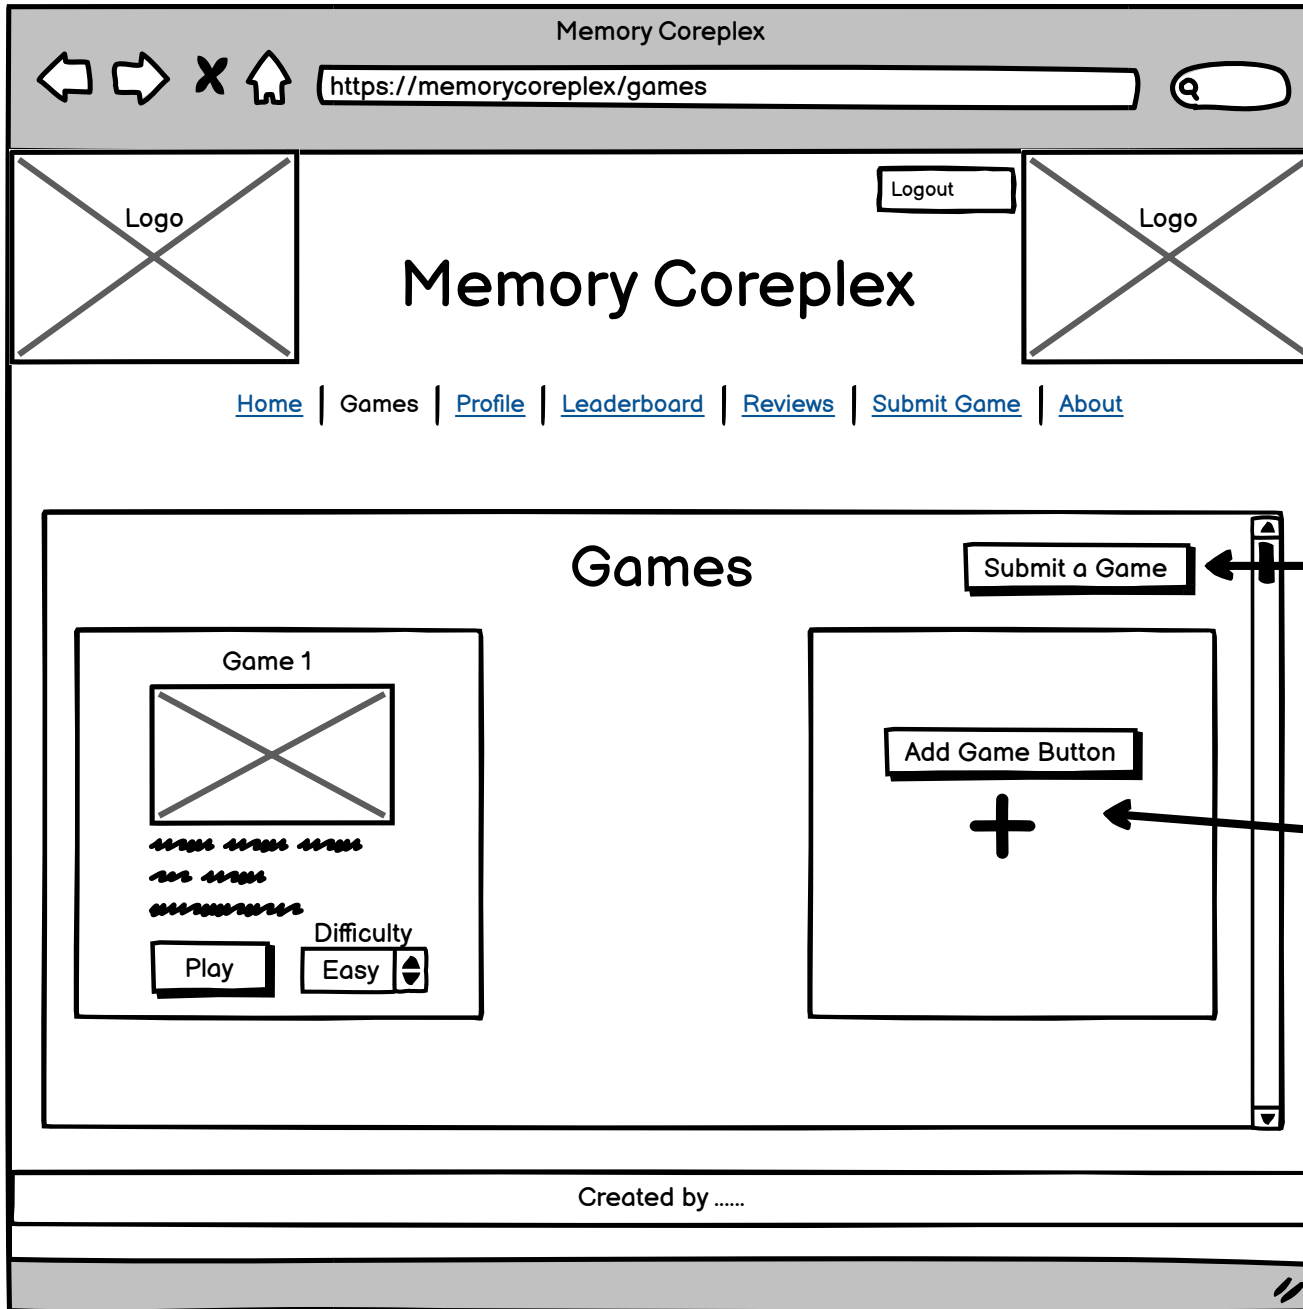 Memory Coreplex
https://memorycoreplex/games
Logo
Logout
Logo
Memory Coreplex
Home | Games | Profile | Leaderboard | Reviews | Submit Game | About
Games
Submit a Game
Game 1
Add Game Button
Difficulty
Play
Easy
Created by ......